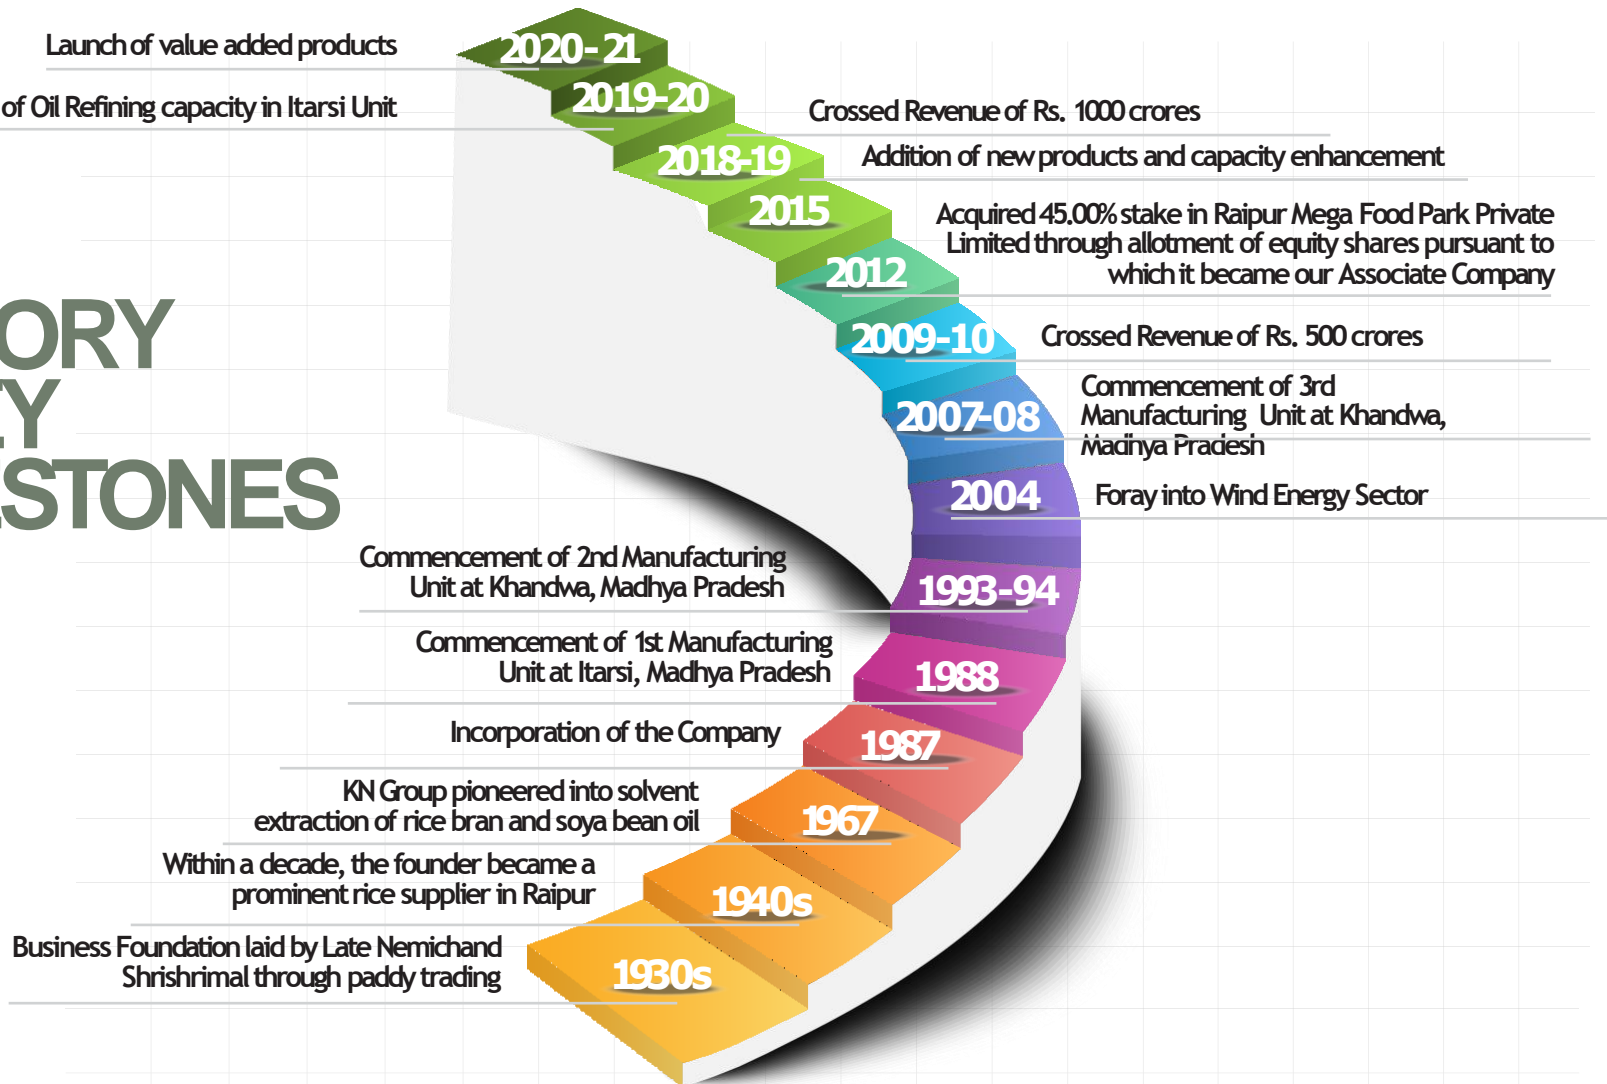 Launch of value added products
2020-21
of Oil Refining capacity in Itarsi Unit
2019-20
Crossed Revenue of Rs. 1000 crores
2018-19
Addition of new products and capacity enhancement
2015
Acquired 45.00% stake in Raipur Mega Food Park Private
Limited through allotment of equity shares pursuant to
which it became our Associate Company
2012
Crossed Revenue of Rs. 500 crores
2009-10
Commencement of 3rd
Manufacturing Unit at Khandwa,
Madhya Pradesh
2007-08
Foray into Wind Energy Sector
2004
ORY
Y
STONES
Commencement of 2nd Manufacturing
Unit at Khandwa, Madhya Pradesh
1993-94
Commencement of 1st Manufacturing
Unit at Itarsi, Madhya Pradesh
1988
Incorporation of the Company
1987
KN Group pioneered into solvent
extraction of rice bran and soya bean oil
1967
Within a decade, the founder became a
prominent rice supplier in Raipur
1940s
Business Foundation laid by Late Nemichand
Shrishrimal through paddy trading
1930s